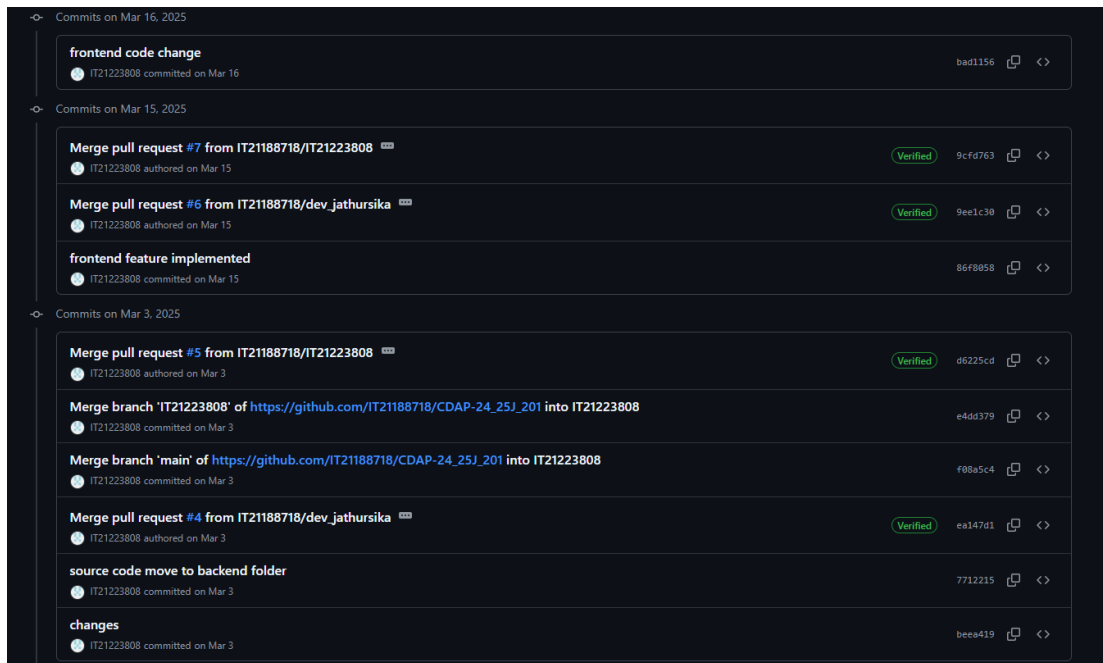 Commits on Mar 16, 2025
frontend code change
bad1156
IT21223808 committed on Mar 16
Commits on Mar 15, 2025
Merge pull request #7 from IT21188718/IT21223808
Verified 9cfd763
IT21223808 authored on Mar 15
Merge pull request #6 from IT21188718/dev_jathursika
Verified 9ee1c30
IT21223808 authored on Mar 15
frontend feature implemented
86f8058
IT21223808 committed on Mar 15
Commits on Mar 3, 2025
Merge pull request #5 from IT21188718/IT21223808
Verified d6225cd
IT21223808 authored on Mar 3
Merge branch 'IT21223808' of https://github.com/IT21188718/CDAP-24_25J_201 into IT21223808
e4dd379
IT21223808 committed on Mar 3
Merge branch 'main' of https://github.com/IT21188718/CDAP-24_25J_201 into IT21223808
f08a5c4
IT21223808 committed on Mar 3
Merge pull request #4 from IT21188718/dev_jathursika
Verified ea147d1
IT21223808 authored on Mar 3
source code move to backend folder
7712215
IT21223808 committed on Mar 3
changes
beea419
IT21223808 committed on Mar 3